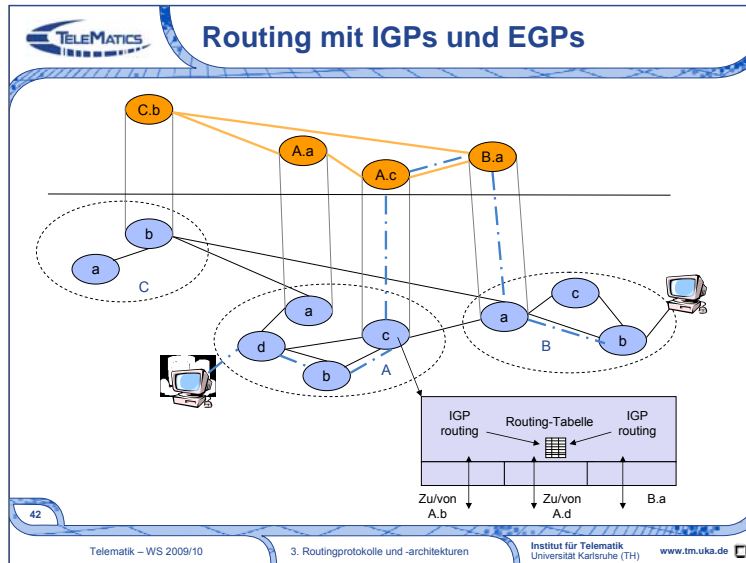 TELEMATICS
Routing mit IGPs und EGPs
C.b
A.a
B.a
A.c
b
a
C
a
c
a
c
b
B
d
b
A
IGP
routing
Routing-Tabelle
IGP
routing
Zu/von
A.b
Zu/von
A.d
B.a
42
Telematik – WS 2009/10
3. Routingprotokolle und -architekturen
Institut für Telematik
Universität Karlsruhe (TH)
www.tm.uka.de